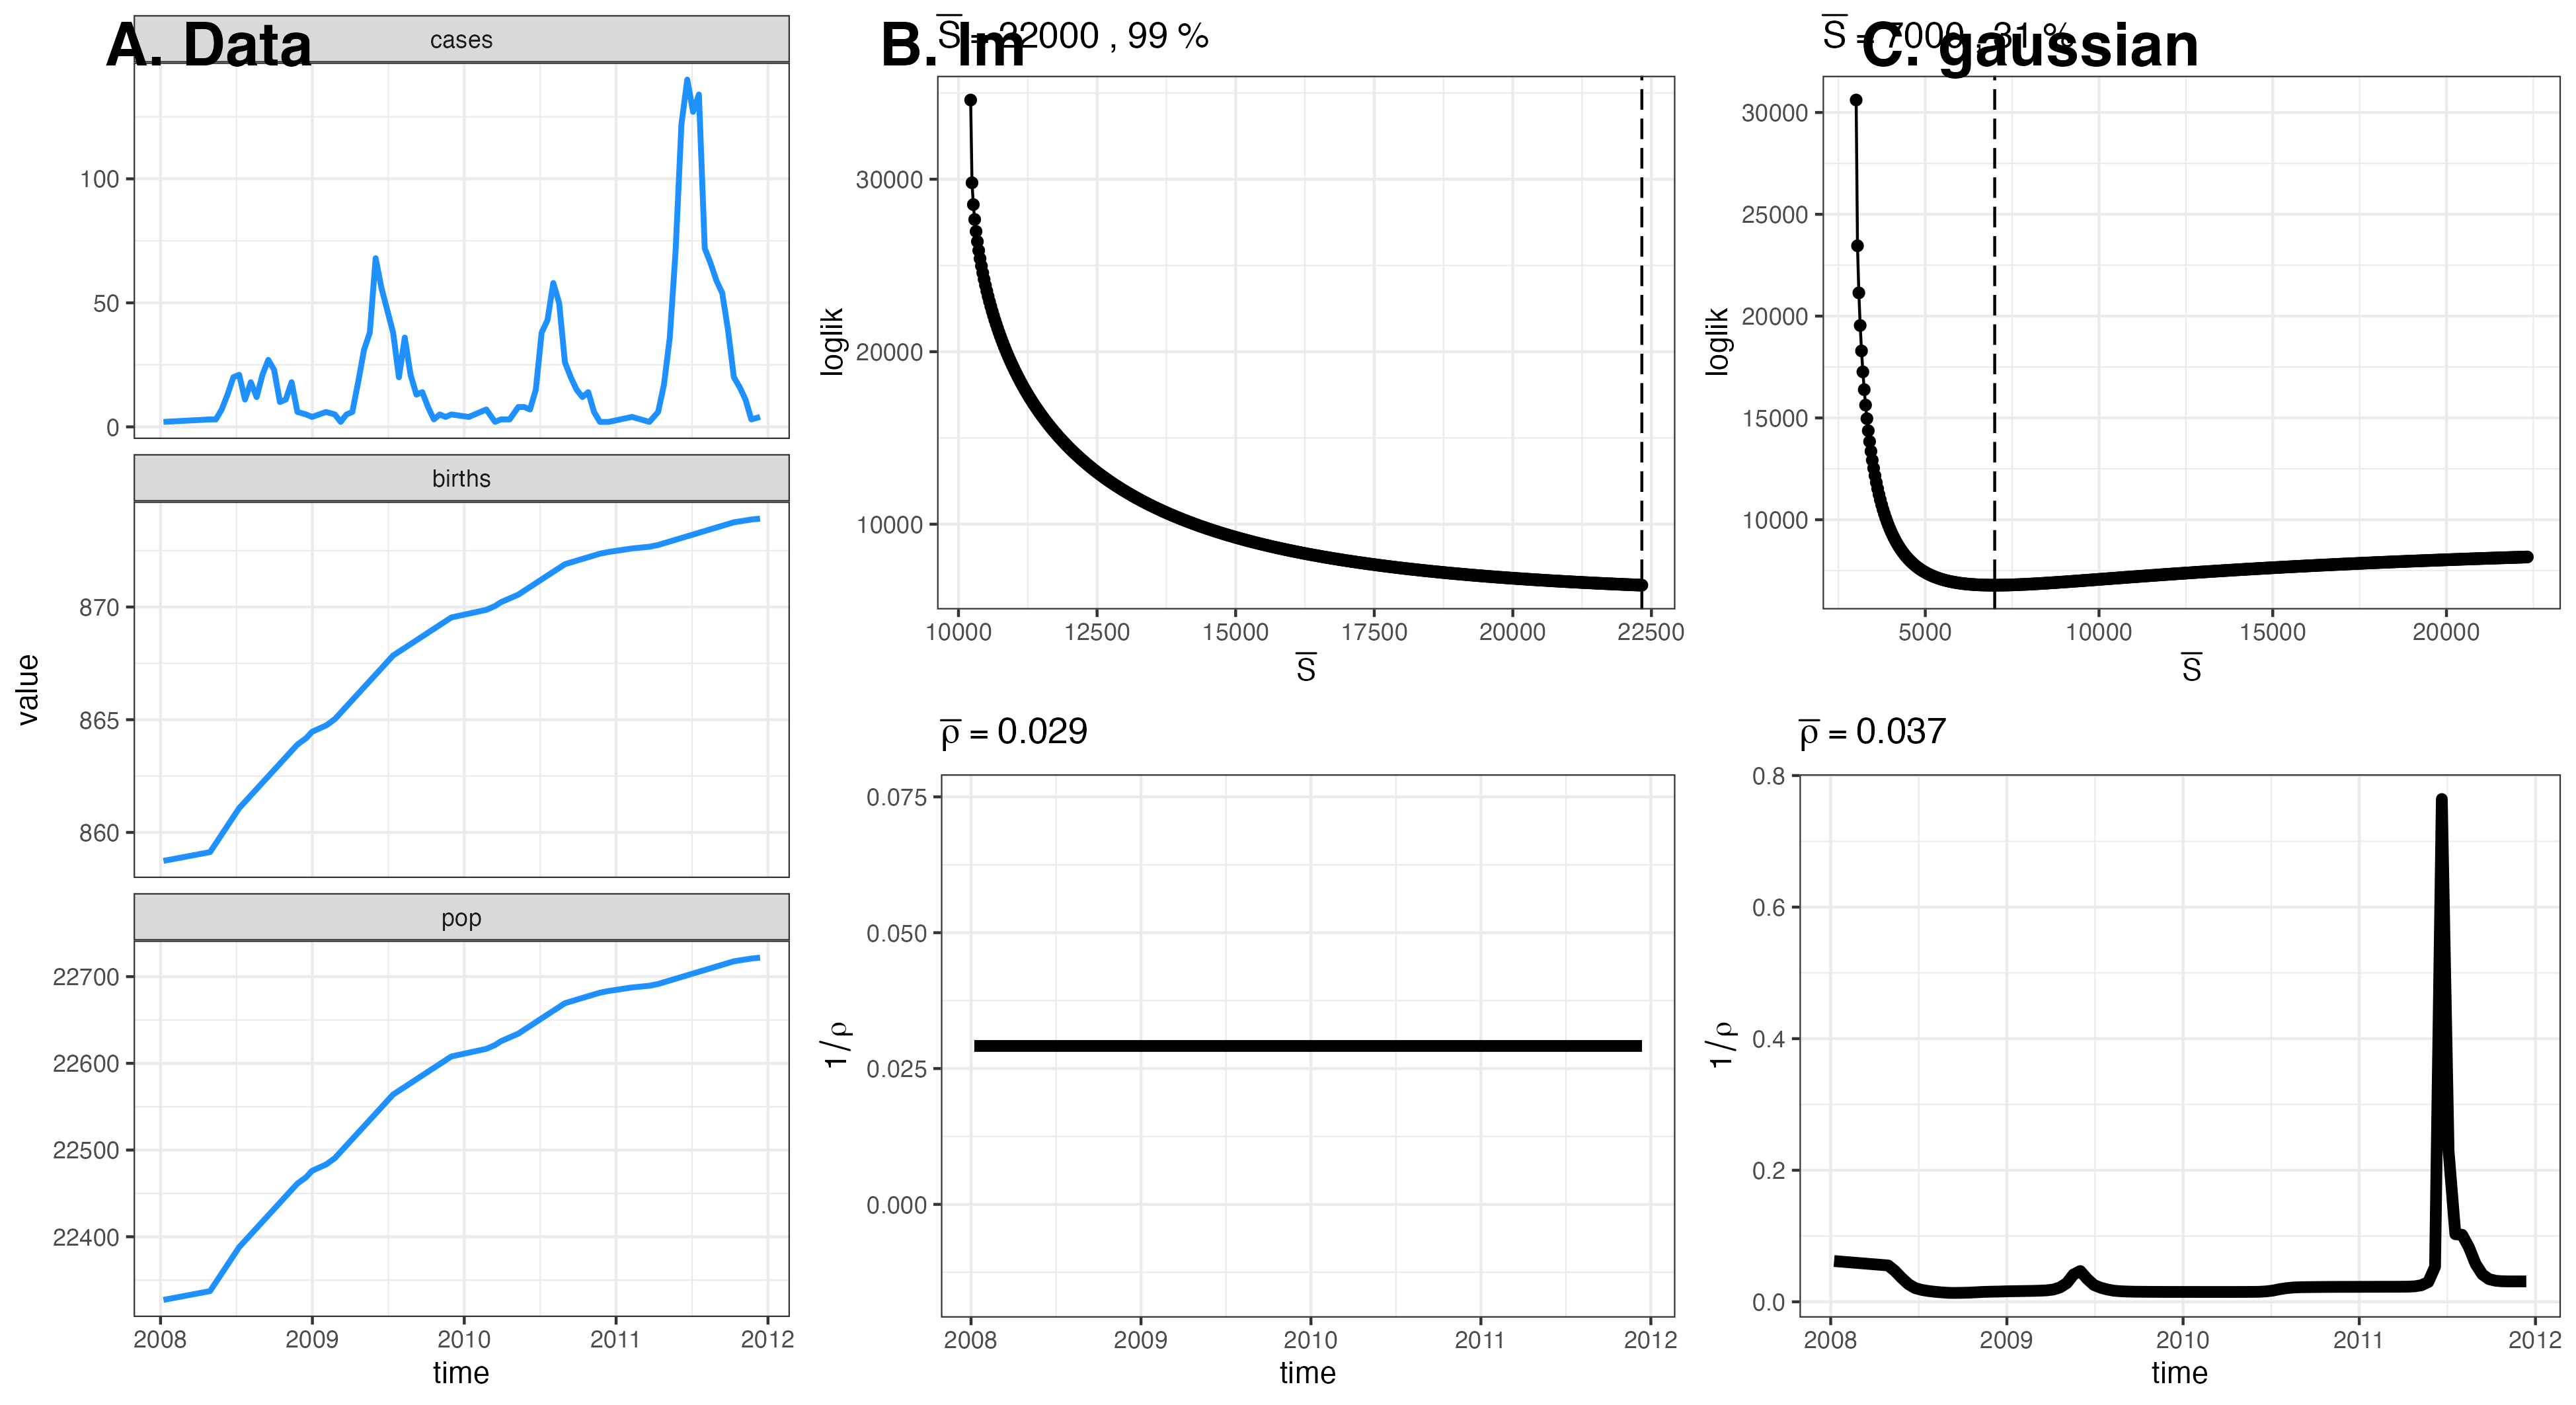 A. Data
cases
100
50
0
births
870
865
860
value
pop
22700
22600
22500
22400
2008 2009 2010 2011 2012
time
B. lm
S = 22000 , 99 %
30000
20000
10000
loglik
10000 12500 15000 17500 20000 22500
S̅
ρ̅ = 0.029
0.075
0.050
0.025
0.000
1/ρ
2008 2009 2010 2011 2012
time
C. gaussian
S̅ = 7000 , 31 %
30000
25000
20000
15000
10000
loglik
5000 10000 15000 20000
S̅
ρ̅ = 0.037
0.8
0.6
0.4
0.2
0.0
1/ρ
2008 2009 2010 2011 2012
time